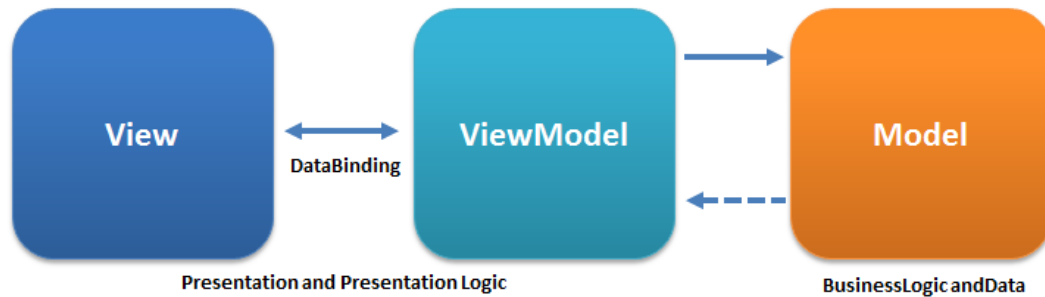 View
ViewModel
Model
DataBinding
Presentation and Presentation Logic
BusinessLogic andData